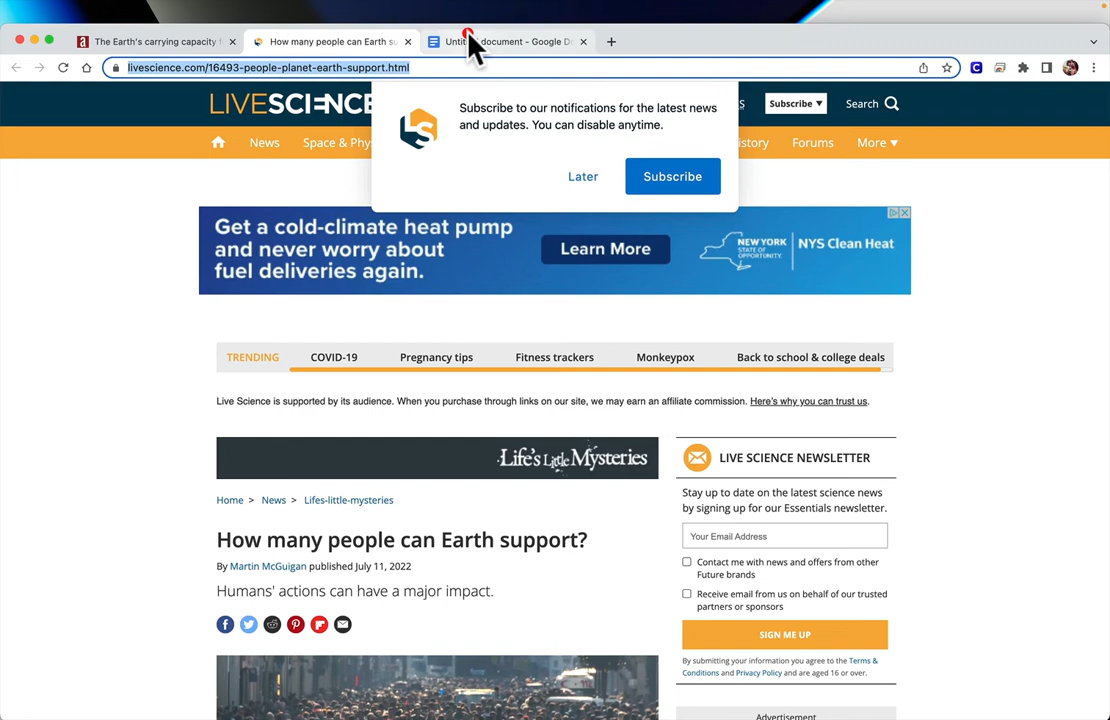 The Earth's carrying capacity f
How many people can Earth su
Untitled document - Google Do
livescience.com/16493-people-planet-earth-support.html
LIVESCIENCE
Subscribe to our notifications for the latest news
and updates. You can disable anytime.
Later
Subscribe
S
Subscribe ▼
Search
News
Space & Phy
istory
Forums
More ▼
Get a cold-climate heat pump
and never worry about
fuel deliveries again.
Learn More
NEW YORK
STATE OF
OPPORTUNITY.
NYS Clean Heat
TRENDING
COVID-19
Pregnancy tips
Fitness trackers
Monkeypox
Back to school & college deals
Live Science is supported by its audience. When you purchase through links on our site, we may earn an affiliate commission. Here's why you can trust us.
Life's Little Mysteries
Home > News > Lifes-little-mysteries
How many people can Earth support?
By Martin McGuigan published July 11, 2022
Humans' actions can have a major impact.
LIVE SCIENCE NEWSLETTER
Stay up to date on the latest science news
by signing up for our Essentials newsletter.
Your Email Address
Contact me with news and offers from other
Future brands
Receive email from us on behalf of our trusted
partners or sponsors
SIGN ME UP
By submitting your information you agree to the Terms &
Conditions and Privacy Policy and are aged 16 or over.
Advertisement